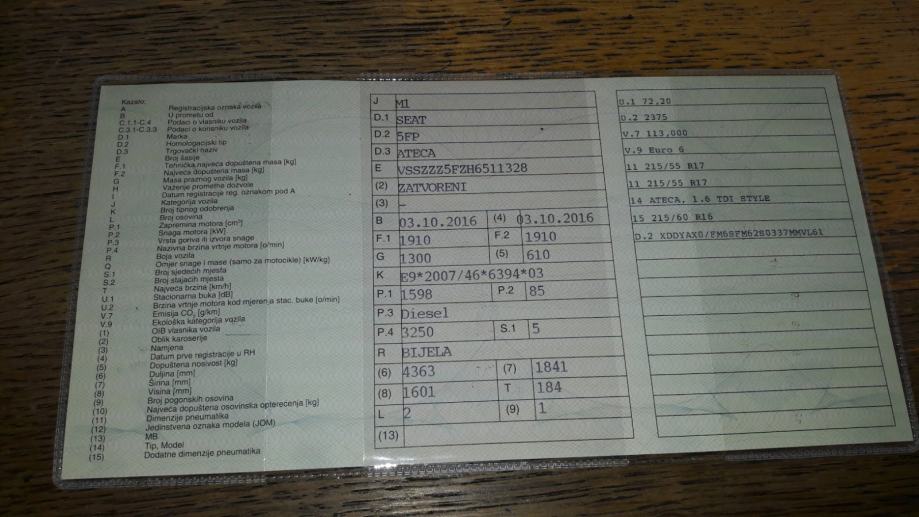 Kazalo:
A Registracijska oznaka vozila
B U prometu od
C.1.1-C.4 Podaci o vlasniku vozila
C.3.1-C.3.3 Podaci o korisniku vozila
D.1 Marka
D.2 Homologacijski tip
D.3 Trgovački naziv
E Broj šasije
F.1 Tehnička najveća dopuštena masa [kg]
F.2 Najveća dopuštena masa [kg]
G Masa praznog vozila [kg]
H Važenje prometne dozvole
I Datum registracije reg. oznakom pod A
J Kategorija vozila
K Broj tipnog odobrenja
L Broj osovina
P.1 Zapremina motora [cm³]
P.2 Snaga motora [kW]
P.3 Vrsta goriva ili izvora snage
P.4 Nazivna brzina vrtnje motora [o/min]
R Boja vozila
Q Omjer snage i mase (samo za motocikle) [kW/kg]
S.1 Broj sjedećih mjesta
S.2 Broj stajaćih mjesta
T Najveća brzina [km/h]
U.1 Stacionarna buka [dB]
U.2 Brzina vrtnje motora kod mjerenja stac. buke [o/min]
V.7 Emisija CO₂ [g/km]
V.9 Ekološka kategorija vozila
(1) OIB vlasnika vozila
(2) Oblik karoserije
(3) Namjena
(4) Datum prve registracije u RH
(5) Dopuštena nosivost [kg]
(6) Duljina [mm]
(7) Širina [mm]
(8) Visina [mm]
(9) Broj pogonskih osovina
(10) Najveća dopuštena osovinska opterećenja [kg]
(11) Dimenzije pneumatika
(12) Jedinstvena oznaka modela (JOM)
(13) MB
(14) Tip, Model
(15) Dodatne dimenzije pneumatika
J M1
D.1 SEAT
D.2 5FP
D.3 ATECA
E VSSZZZ5FZH6511328
(2) ZATVORENI
(3) –
B 03.10.2016 (4) 03.10.2016
F.1 1910 F.2 1910
G 1300 (5) 610
K E9*2007/46*6394*03
P.1 1598 P.2 85
P.3 Diesel
P.4 3250 S.1 5
R BIJELA
(6) 4363 (7) 1841
(8) 1601 T 184
L 2 (9) 1
(13)
D.1 72,20
D.2 2375
V.7 113,000
V.9 Euro 6
11 215/55 R17
11 215/55 R17
14 ATECA, 1.6 TDI STYLE
15 215/60 R16